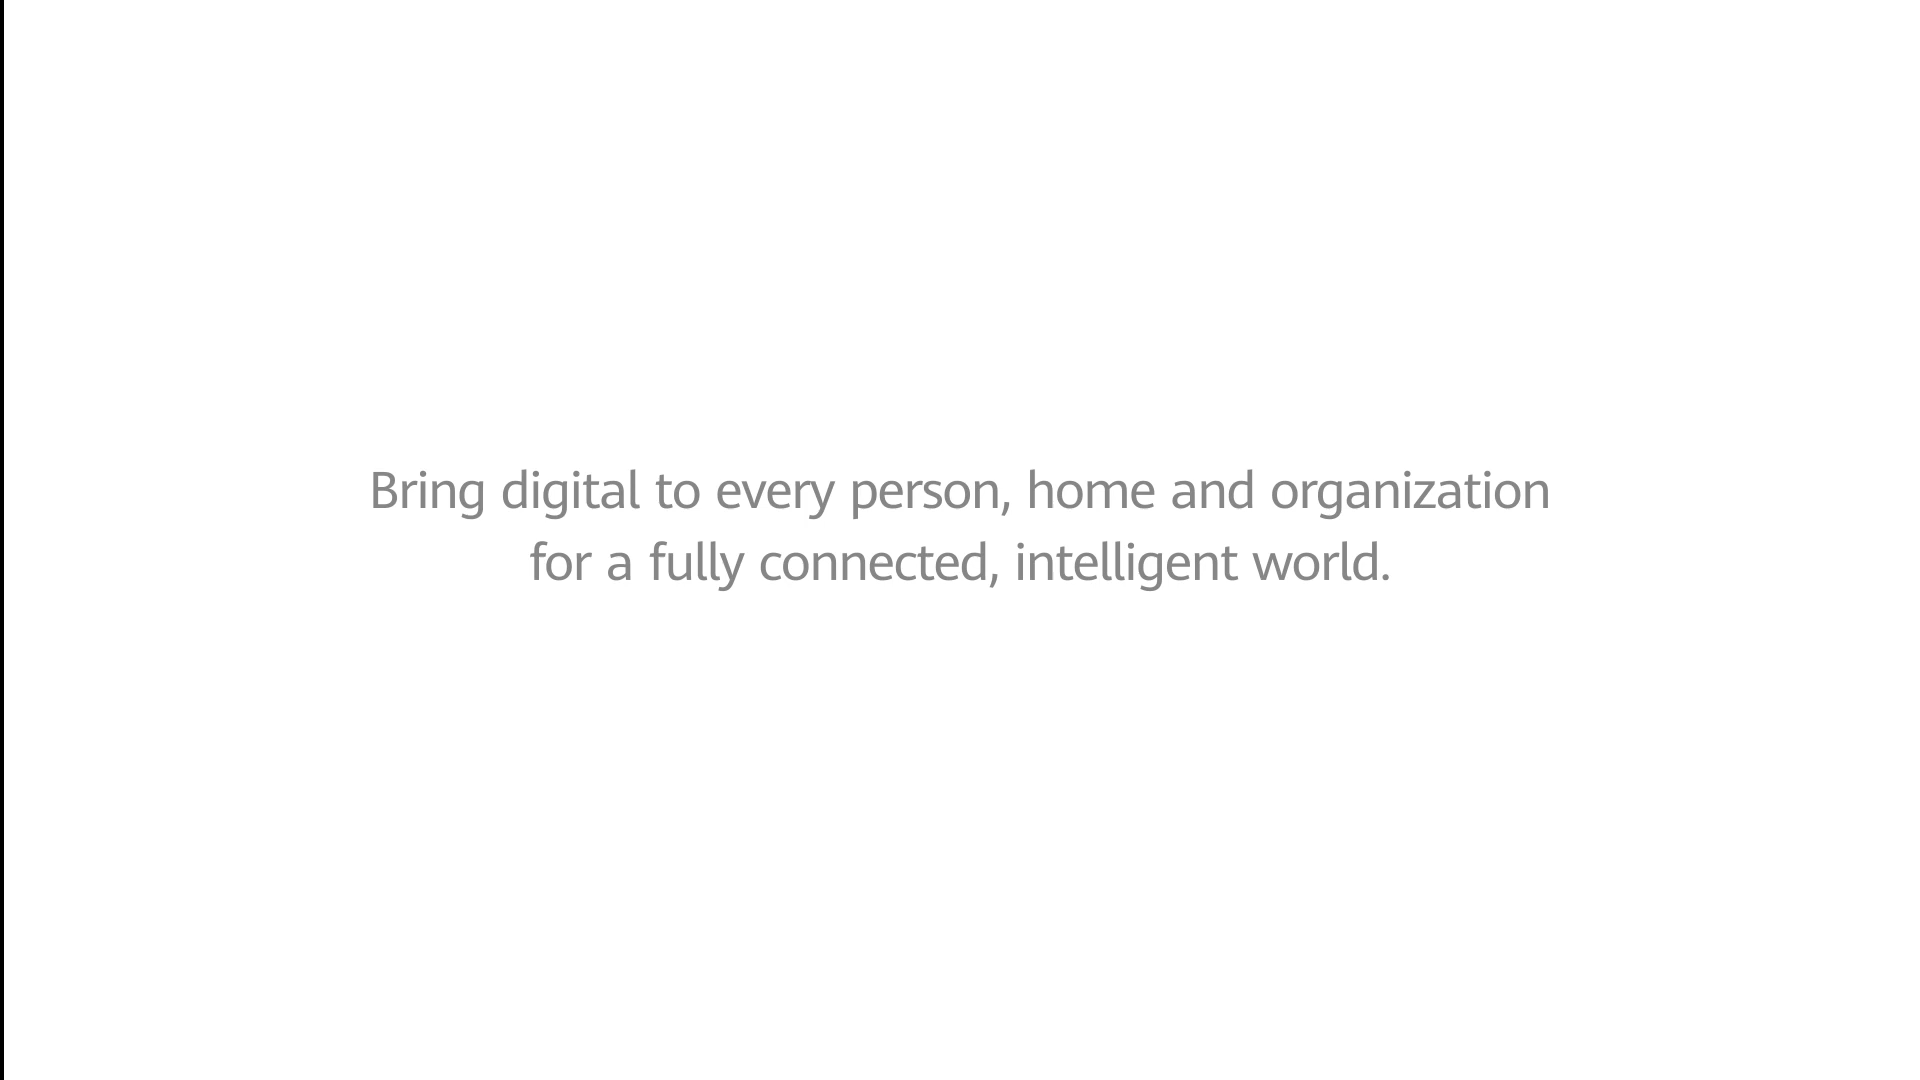 Bring digital to every person, home and organization
for a fully connected, intelligent world.